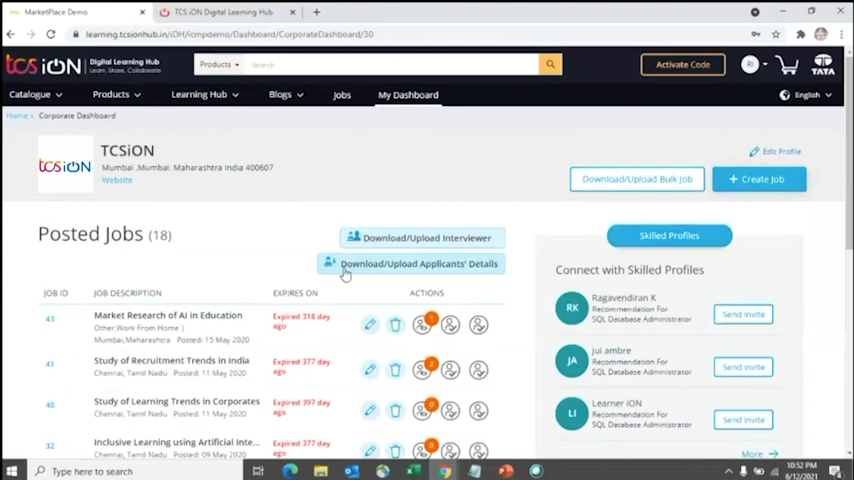 MarketPlace Demo
TCS iON Digital Learning Hub
learning.tcsionhub.in/iDH/icmpdemo/Dashboard/CorporateDashboard/30
tcs iON
Digital Learning Hub
Learn. Share. Collaborate
Products
Search
Activate Code
RI
TATA
Catalogue
Products
Learning Hub
Blogs
Jobs
My Dashboard
English
Home
Corporate Dashboard
tcs iON
TCSiON
Mumbai ,Mumbai, Maharashtra India 400607
Website
Edit Profile
Download/Upload Bulk Job
+ Create Job
Posted Jobs (18)
Download/Upload Interviewer
Download/Upload Applicants' Details
Skilled Profiles
Connect with Skilled Profiles
JOB ID
JOB DESCRIPTION
EXPIRES ON
ACTIONS
43
Market Research of AI in Education
Other,Work From Home |
Mumbai,Maharashtra Posted: 15 May 2020
Expired 318 day
ago
1
41
Study of Recruitment Trends in India
Chennai, Tamil Nadu Posted: 11 May 2020
Expired 377 day
ago
2
40
Study of Learning Trends in Corporates
Chennai, Tamil Nadu Posted: 11 May 2020
Expired 397 day
ago
0
32
Inclusive Learning using Artificial Inte...
Chennai, Tamil Nadu Posted: 09 May 2020
Expired 377 day
ago
0
RK
Ragavendiran K
Recommendation For
SQL Database Administrator
Send Invite
JA
jui ambre
Recommendation For
SQL Database Administrator
Send Invite
LI
Learner iON
Recommendation For
SQL Database Administrator
Send Invite
More
Type here to search
10:52 PM
6/12/2021